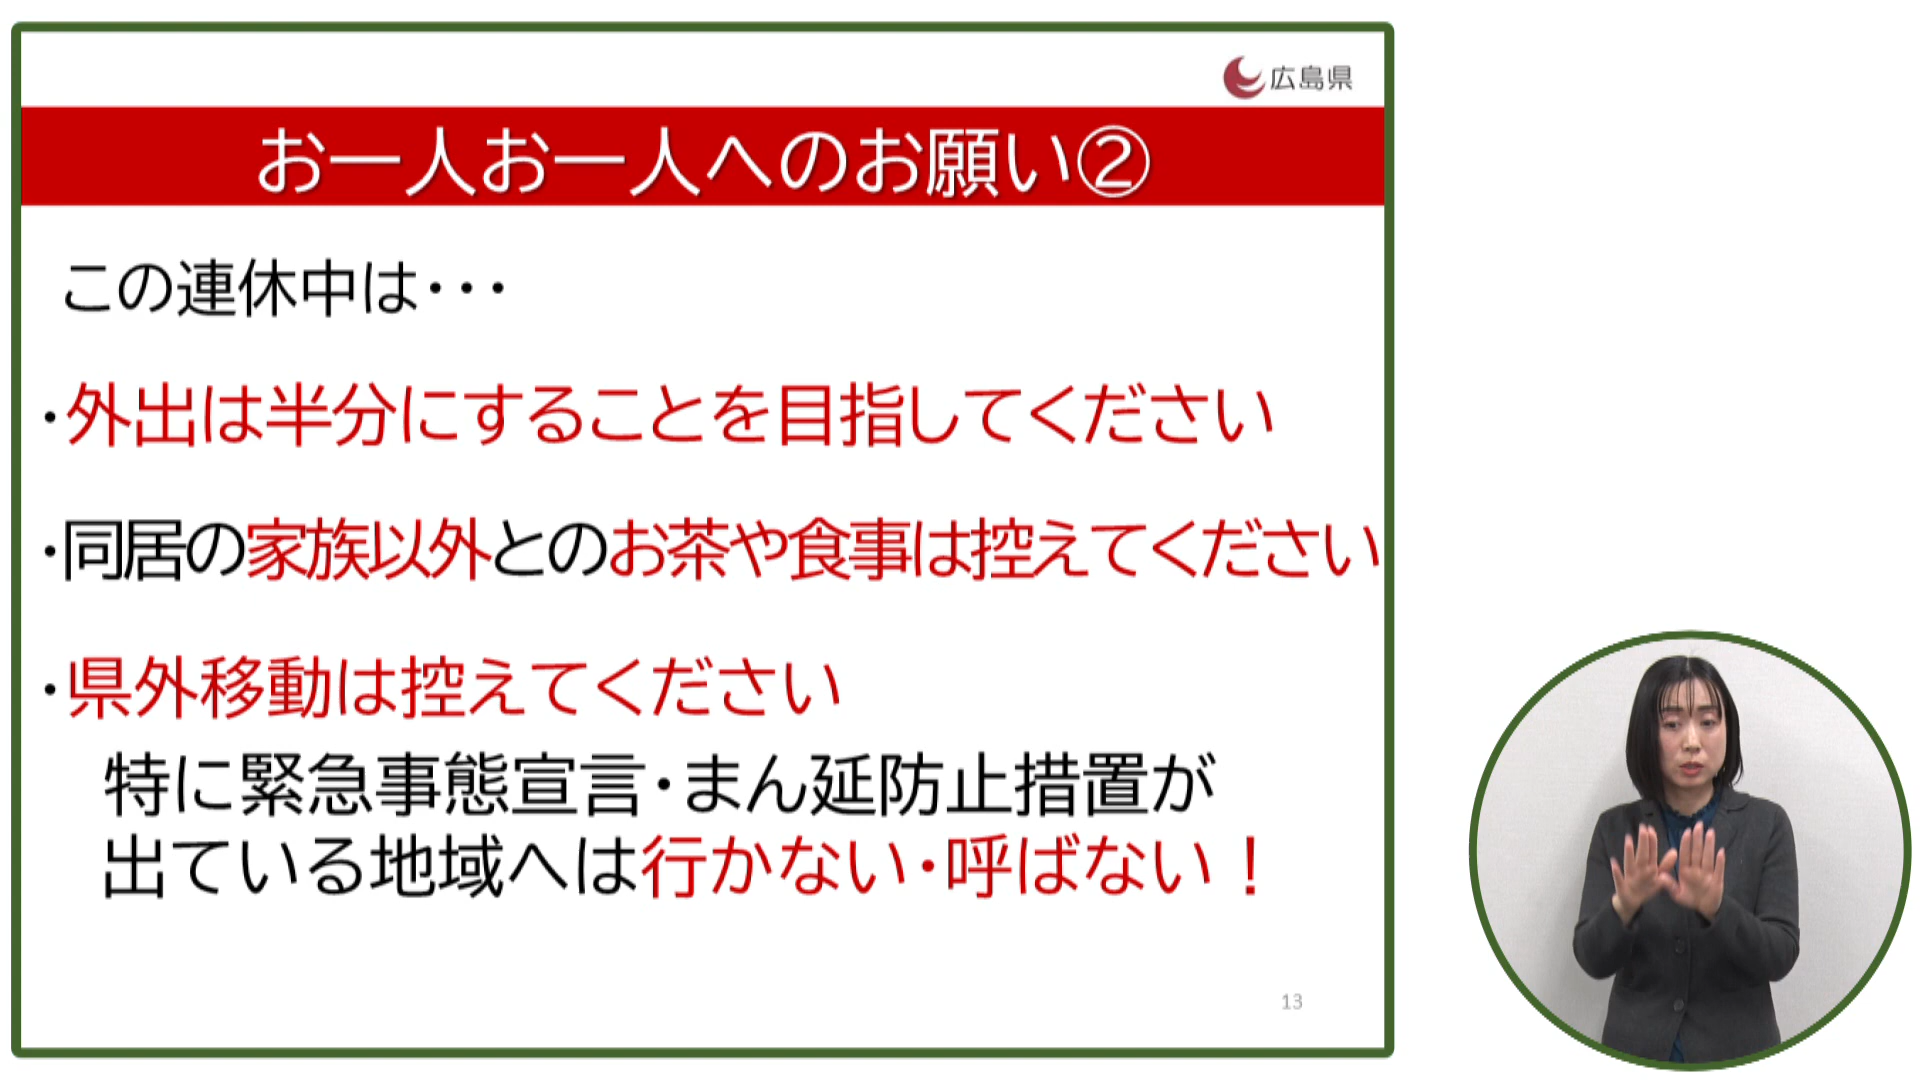 広島県
お一人お一人へのお願い②
この連休中は・・・
・外出は半分にすることを目指してください
・同居の家族以外とのお茶や食事は控えてください
・県外移動は控えてください
特に緊急事態宣言・まん延防止措置が
出ている地域へは行かない・呼ばない！
13